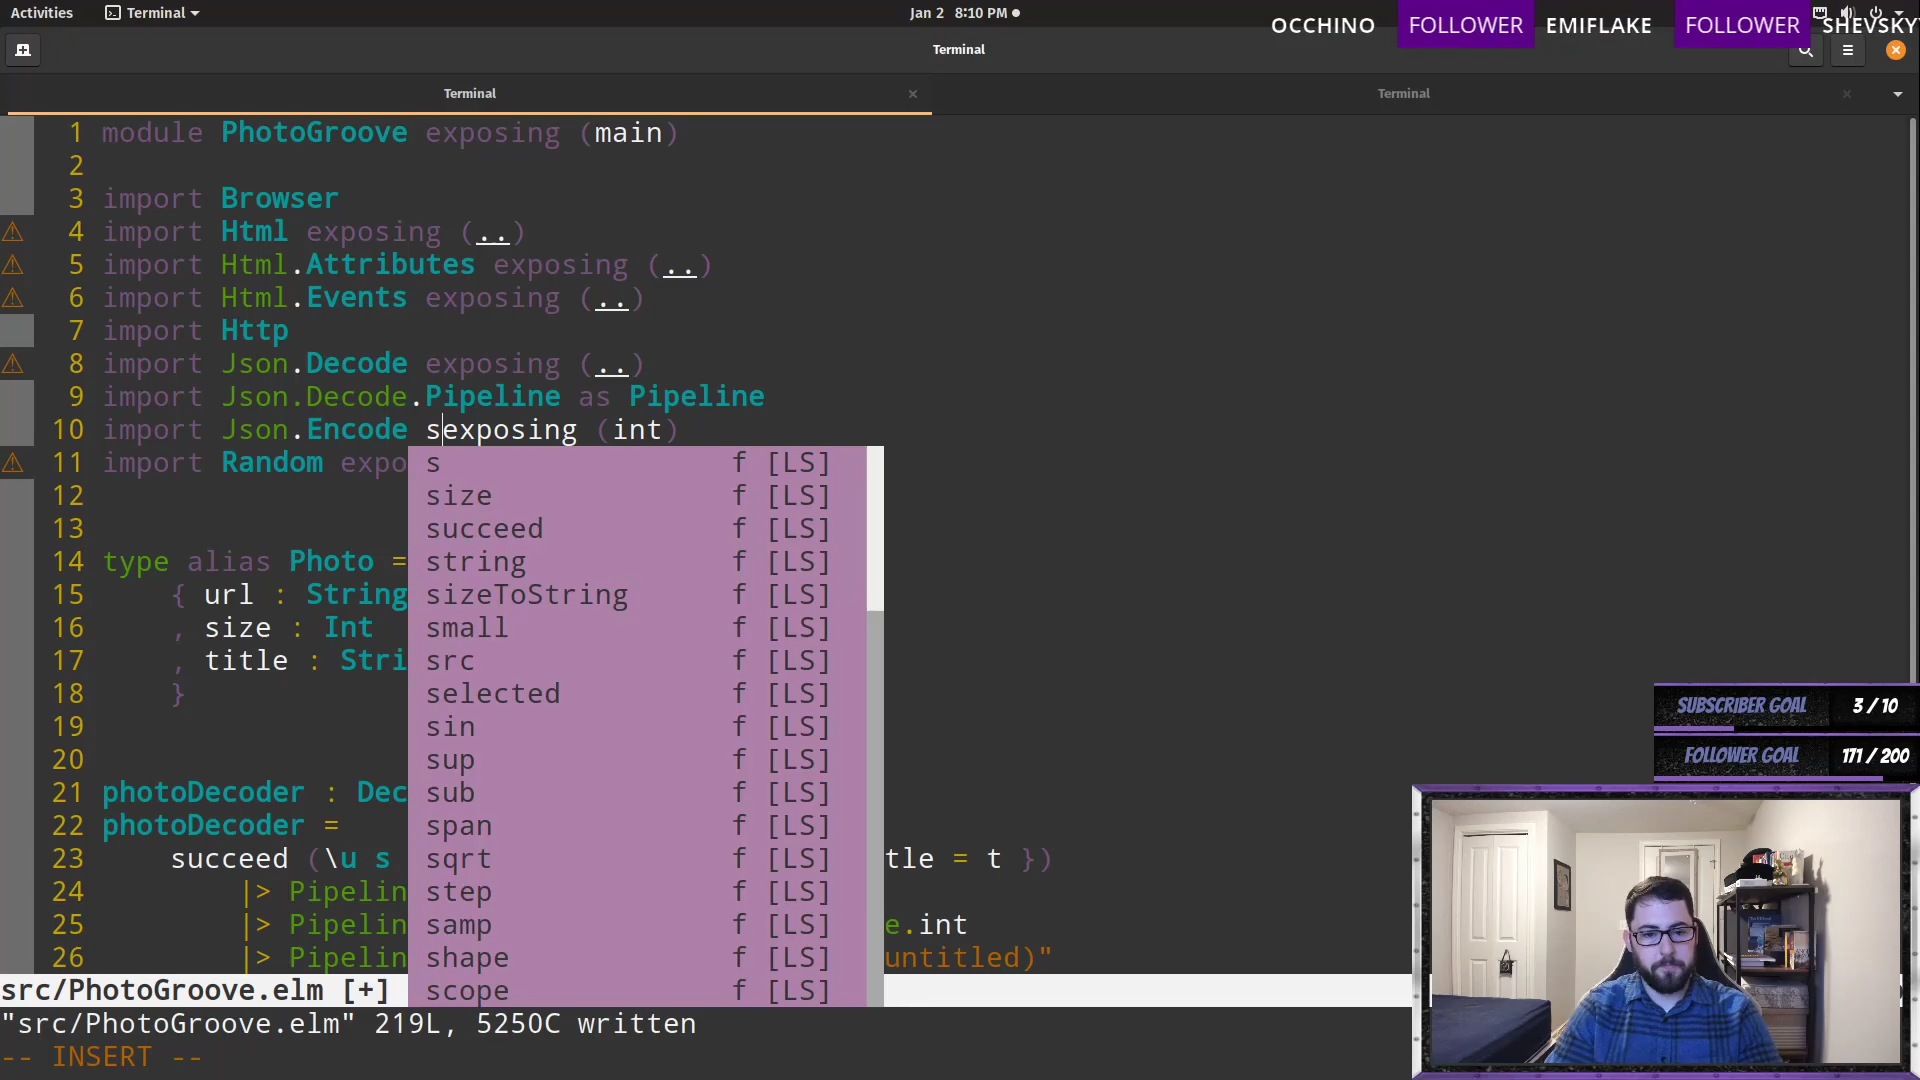 Activities Terminal Jan 2 8:10 PM
OCCHINO FOLLOWER EMIFLAKE FOLLOWER SHEVSKY
Terminal
Terminal Terminal
1 module PhotoGroove exposing (main)
2
3 import Browser
4 import Html exposing (..)
5 import Html.Attributes exposing (..)
6 import Html.Events exposing (..)
7 import Http
8 import Json.Decode exposing (..)
9 import Json.Decode.Pipeline as Pipeline
10 import Json.Encode sexposing (int)
11 import Random expo
12
13
14 type alias Photo =
15 { url : String
16 , size : Int
17 , title : Stri
18 }
19
20
21 photoDecoder : Dec
22 photoDecoder =
23 succeed (\u s tle = t })
24 |> Pipelin
25 |> Pipelin e.int
26 |> Pipelin untitled)"
s f [LS]
size f [LS]
succeed f [LS]
string f [LS]
sizeToString f [LS]
small f [LS]
src f [LS]
selected f [LS]
sin f [LS]
sup f [LS]
sub f [LS]
span f [LS]
sqrt f [LS]
step f [LS]
samp f [LS]
shape f [LS]
scope f [LS]
SUBSCRIBER GOAL 3 / 10
FOLLOWER GOAL 171 / 200
src/PhotoGroove.elm [+]
"src/PhotoGroove.elm" 219L, 5250C written
-- INSERT --